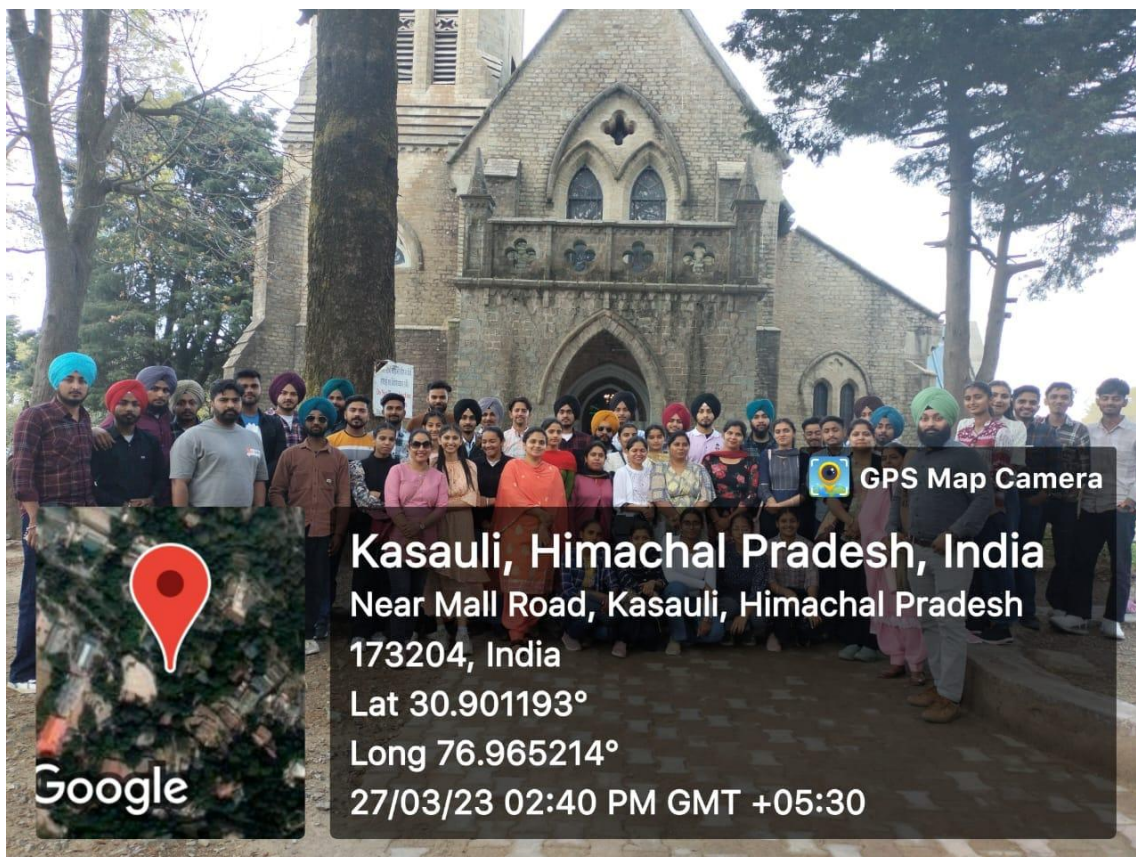 GPS Map Camera
Kasauli, Himachal Pradesh, India
Near Mall Road, Kasauli, Himachal Pradesh
173204, India
Lat 30.901193°
Long 76.965214°
27/03/23 02:40 PM GMT +05:30
Google